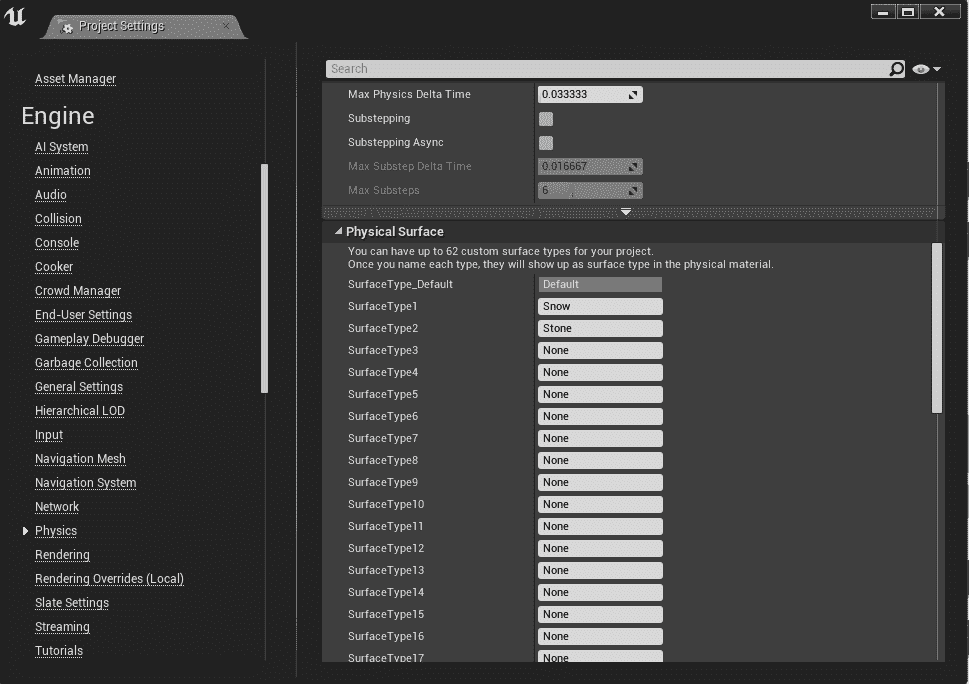 Project Settings
Asset Manager
Engine
AI System
Animation
Audio
Collision
Console
Cooker
Crowd Manager
End-User Settings
Gameplay Debugger
Garbage Collection
General Settings
Hierarchical LOD
Input
Navigation Mesh
Navigation System
Network
Physics
Rendering
Rendering Overrides (Local)
Slate Settings
Streaming
Tutorials
Search
Max Physics Delta Time 0.033333
Substepping
Substepping Async
Max Substep Delta Time 0.016667
Max Substeps 6
Physical Surface
You can have up to 62 custom surface types for your project.
Once you name each type, they will show up as surface type in the physical material.
SurfaceType_Default Default
SurfaceType1 Snow
SurfaceType2 Stone
SurfaceType3 None
SurfaceType4 None
SurfaceType5 None
SurfaceType6 None
SurfaceType7 None
SurfaceType8 None
SurfaceType9 None
SurfaceType10 None
SurfaceType11 None
SurfaceType12 None
SurfaceType13 None
SurfaceType14 None
SurfaceType15 None
SurfaceType16 None
SurfaceType17 None